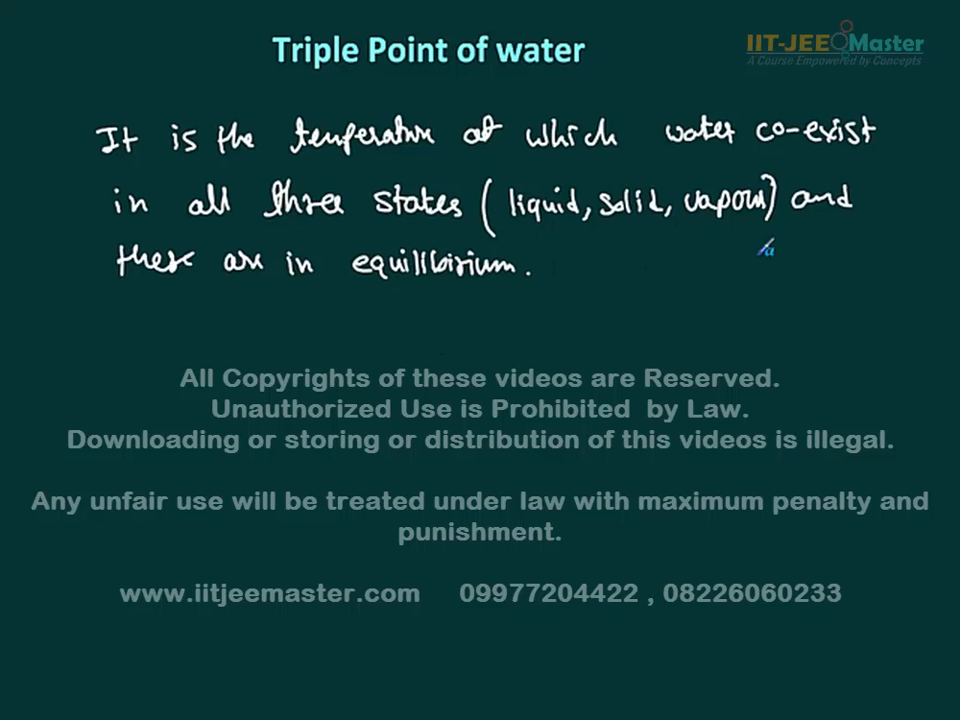 Triple Point of water
IIT-JEE Master
A Course Empowered by Concepts
It is the temperature at which water co-exist
in all three states (liquid, solid, vapour) and
these are in equilibrium.
All Copyrights of these videos are Reserved.
Unauthorized Use is Prohibited by Law.
Downloading or storing or distribution of this videos is illegal.
Any unfair use will be treated under law with maximum penalty and
punishment.
www.iitjeemaster.com 09977204422 , 08226060233